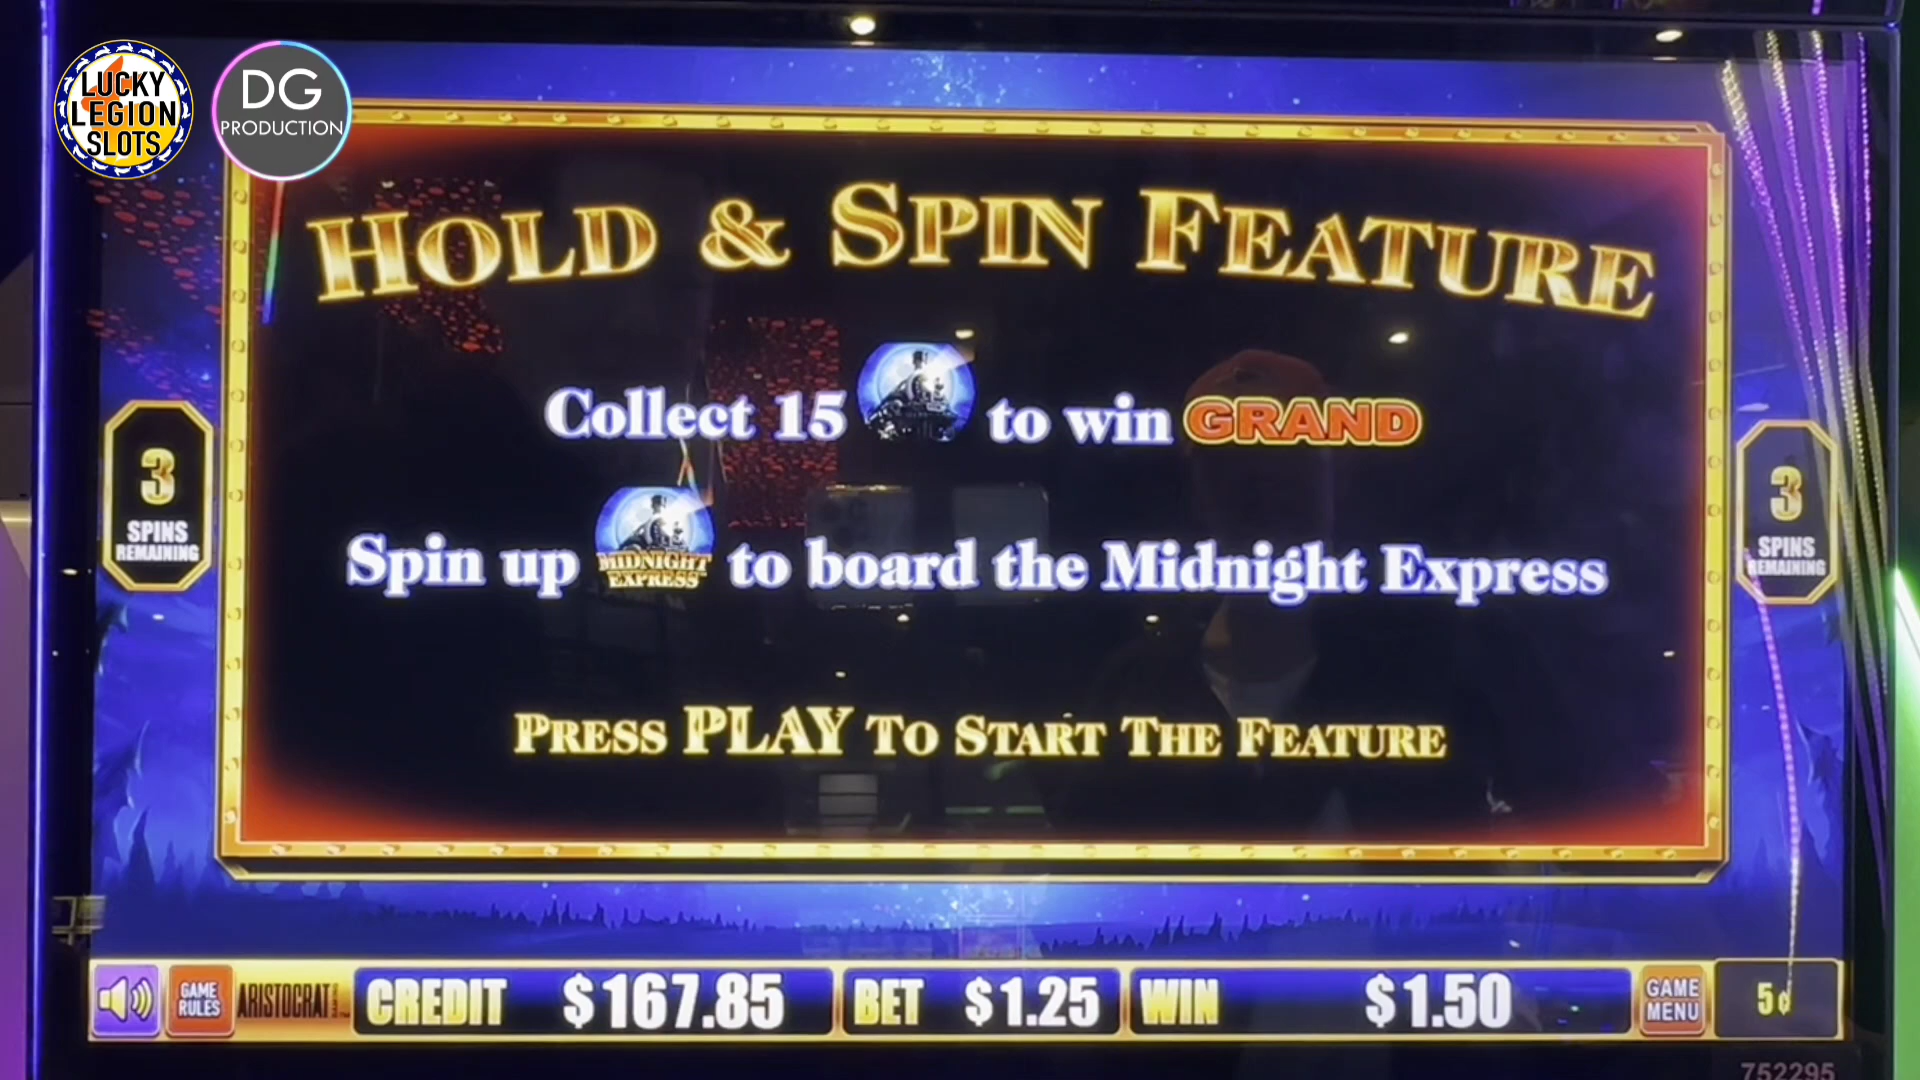 LUCKY
LEGION
SLOTS
DG
PRODUCTION
HOLD & SPIN FEATURE
Collect 15 to win GRAND
Spin up MIDNIGHT EXPRESS to board the Midnight Express
PRESS PLAY TO START THE FEATURE
3
SPINS
REMAINING
3
SPINS
REMAINING
GAME
RULES
ARISTOCRAT
CREDIT $167.85
BET $1.25
WIN $1.50
GAME
MENU
5¢
752295